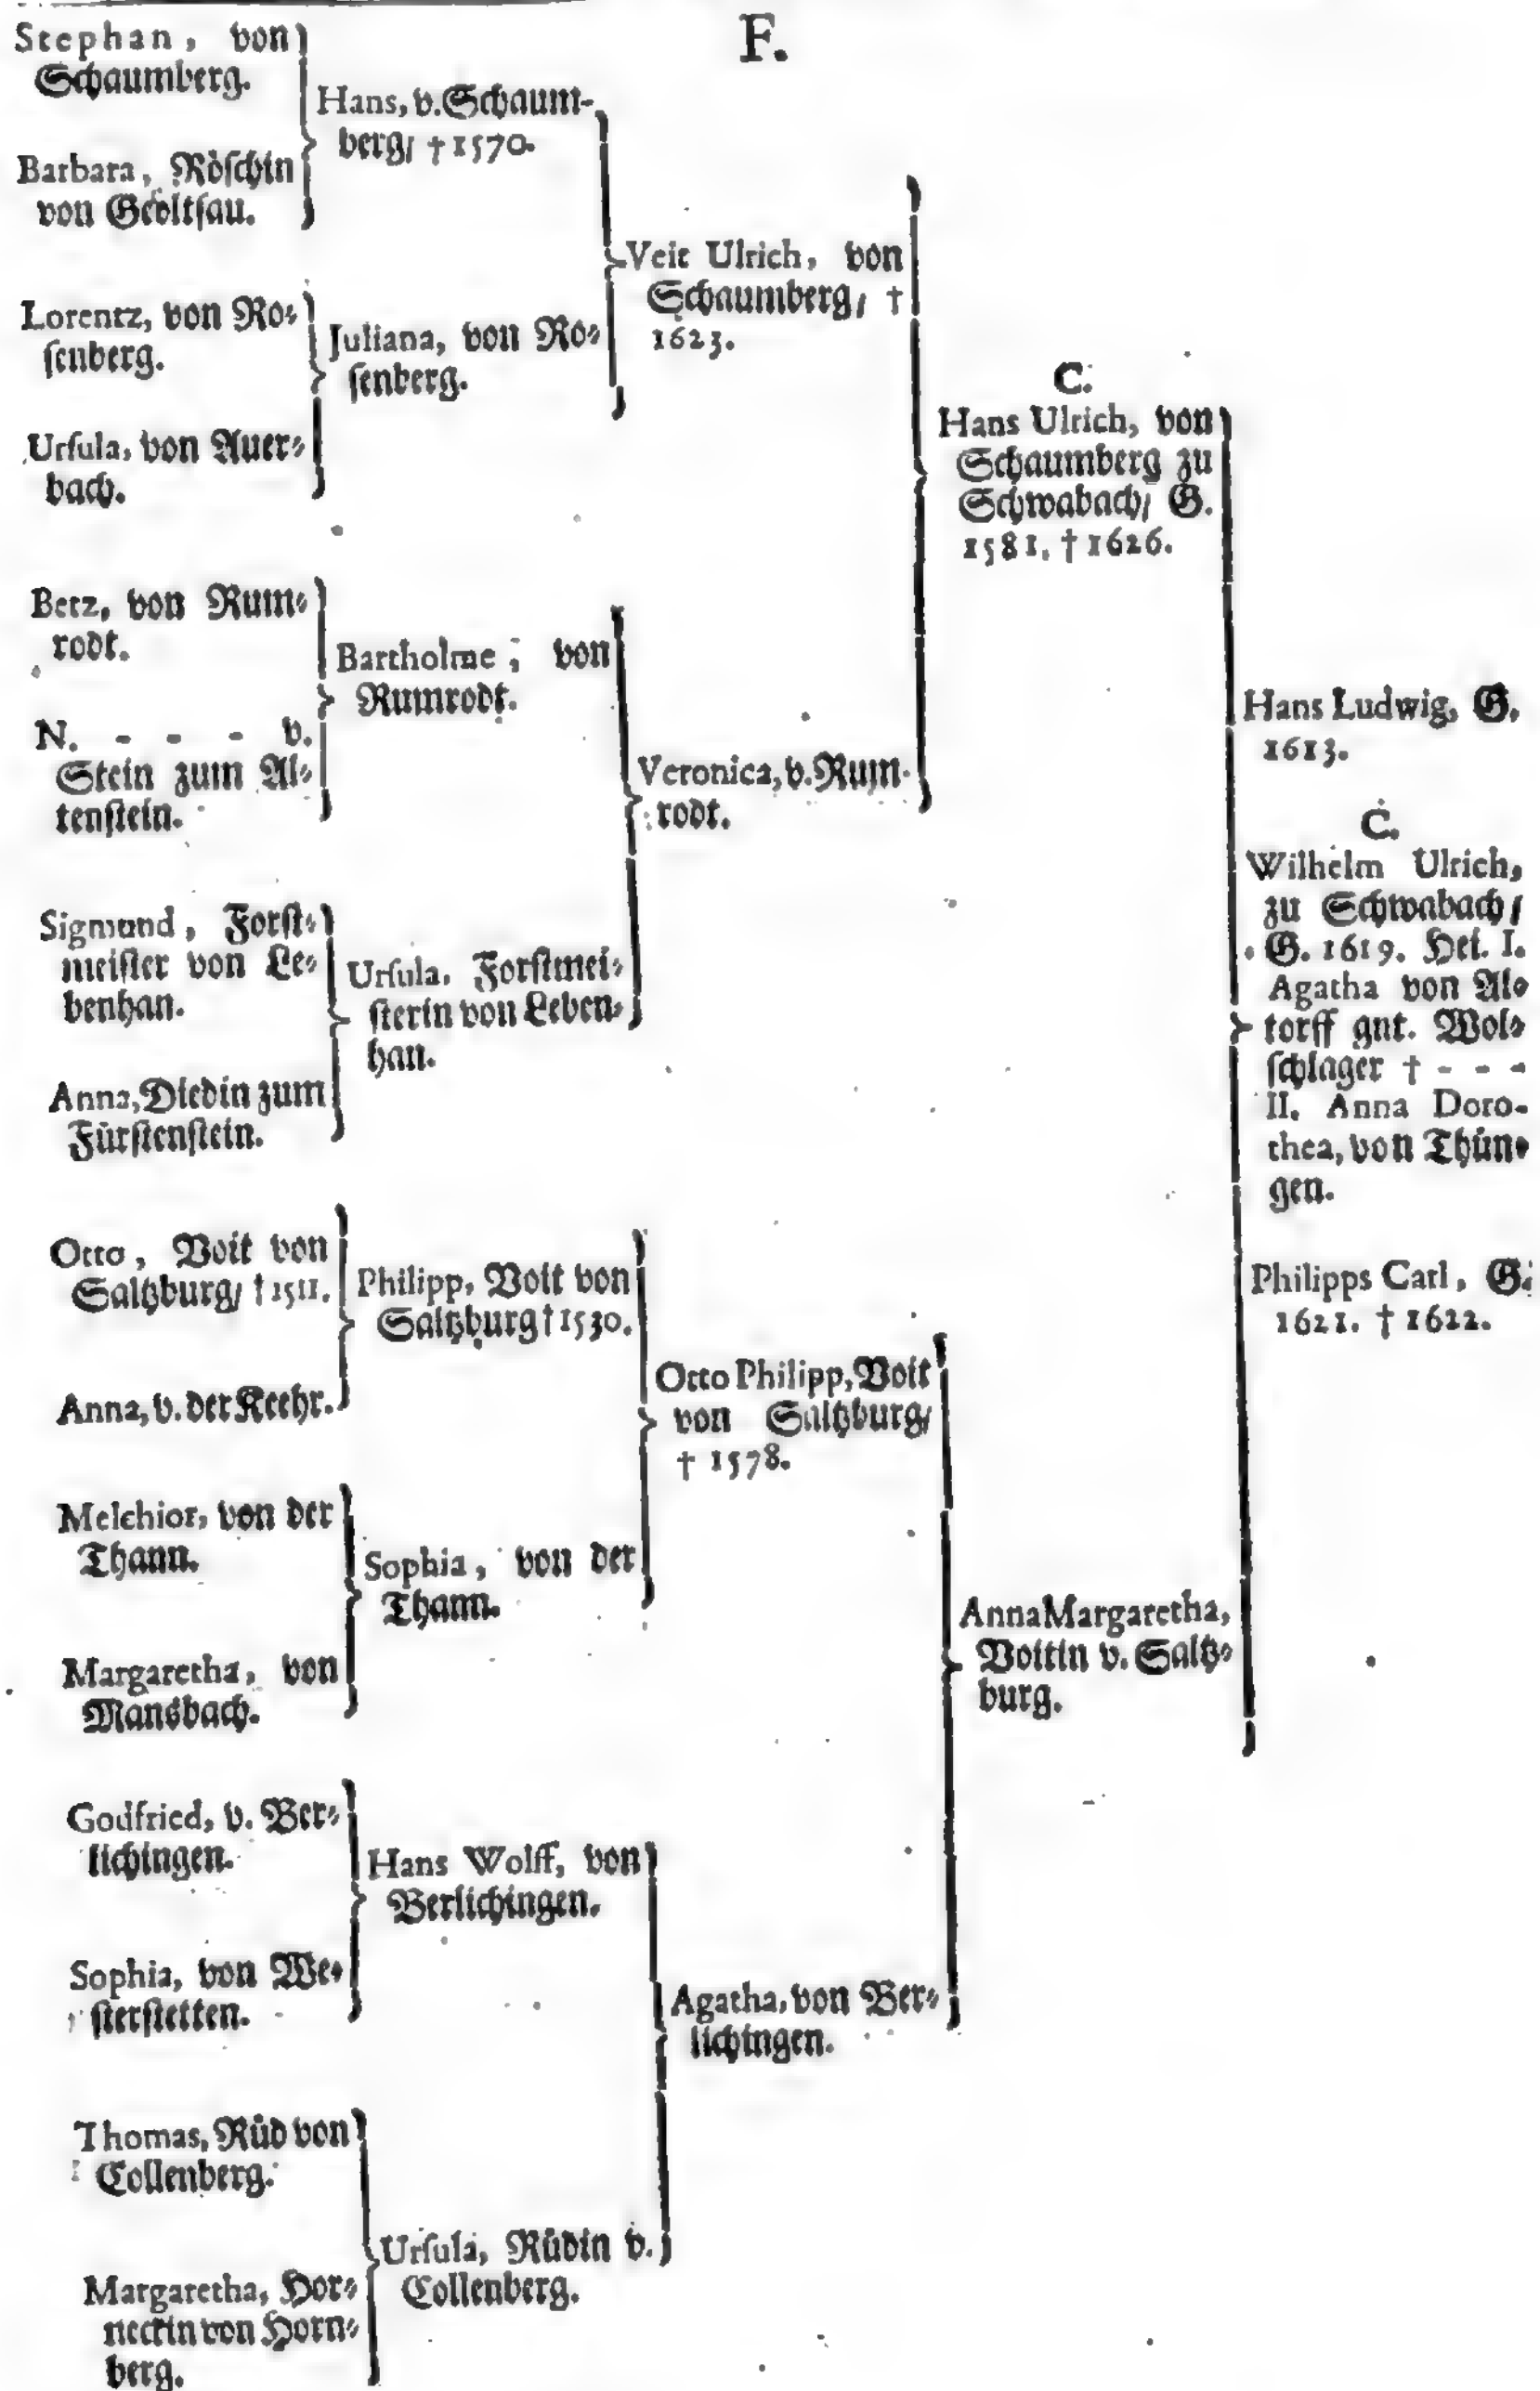 F.
Stephan, von
Schaumberg.
Barbara, Röschin
von Geoltsau.
Lorentz, von Ro-
senberg.
Ursula, von Auer-
bach.
Betz, von Rum-
rodt.
N. - - - v.
Stein zum Al-
tenstein.
Sigmund, Forst-
meister von Le-
benhan.
Anna, Diedin zum
Fürstenstein.
Otto, Voit von
Saltzburg/ † 1511.
Anna, v. der Keehr.
Melchior, von der
Thann.
Margaretha, von
Mansbach.
Godfried, v. Ber-
lichingen.
Sophia, von We-
sterstetten.
Thomas, Rüd von
Collenberg.
Margaretha, Hor-
neckin von Horn-
berg.
Hans, v. Schaum-
berg/ † 1570.
Juliana, von Ro-
senberg.
Bartholme, von
Rumrodt.
Ursula, Forstmei-
sterin von Leben-
han.
Philipp, Voit von
Saltzburg † 1530.
Sophia, von der
Thann.
Hans Wolff, von
Berlichingen.
Ursula, Rüdin v.
Collenberg.
Veit Ulrich, von
Schaumberg/ †
1623.
Veronica, v. Rum-
rodt.
Otto Philipp, Voit
von Saltzburg/
† 1578.
Agatha, von Ber-
lichingen.
C.
Hans Ulrich, von
Schaumberg zu
Schwabach/ G.
1581. † 1626.
Anna Margaretha,
Voitin v. Saltz-
burg.
Hans Ludwig, G.
1613.
C.
Wilhelm Ulrich,
zu Schwabach/
G. 1619. Hei. I.
Agatha von Al-
torff gnt. Wol-
schlager † - - -
II. Anna Doro-
thea, von Thün-
gen.
Philipps Carl, G.
1621. † 1622.